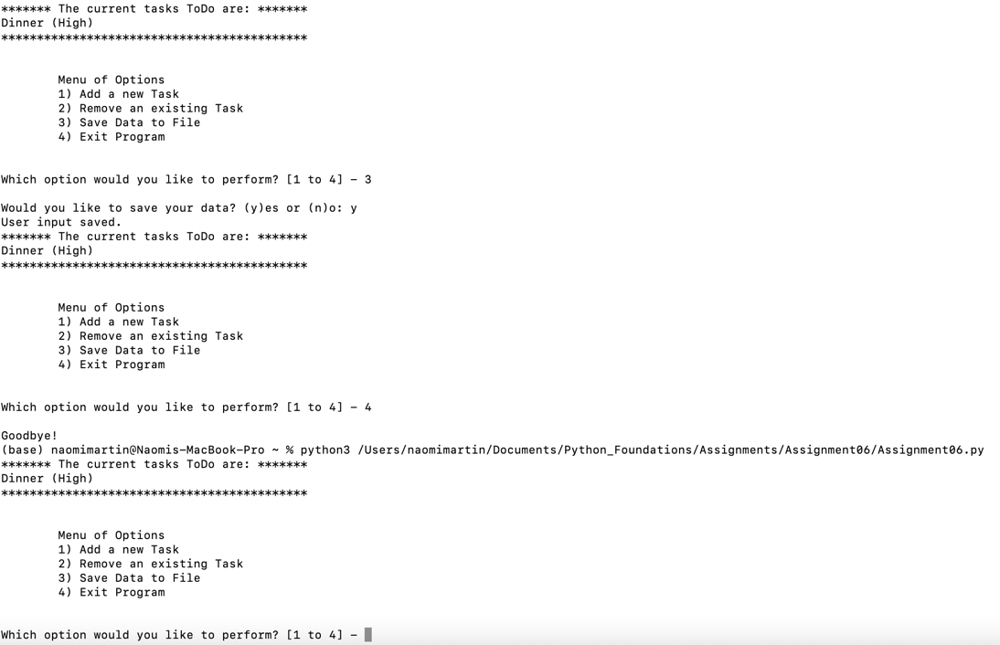 ******* The current tasks ToDo are: *******
Dinner (High)
*******************************************
Menu of Options
1) Add a new Task
2) Remove an existing Task
3) Save Data to File
4) Exit Program
Which option would you like to perform? [1 to 4] - 3
Would you like to save your data? (y)es or (n)o: y
User input saved.
******* The current tasks ToDo are: *******
Dinner (High)
*******************************************
Menu of Options
1) Add a new Task
2) Remove an existing Task
3) Save Data to File
4) Exit Program
Which option would you like to perform? [1 to 4] - 4
Goodbye!
(base) naomimartin@Naomis-MacBook-Pro ~ % python3 /Users/naomimartin/Documents/Python_Foundations/Assignments/Assignment06/Assignment06.py
******* The current tasks ToDo are: *******
Dinner (High)
*******************************************
Menu of Options
1) Add a new Task
2) Remove an existing Task
3) Save Data to File
4) Exit Program
Which option would you like to perform? [1 to 4] -